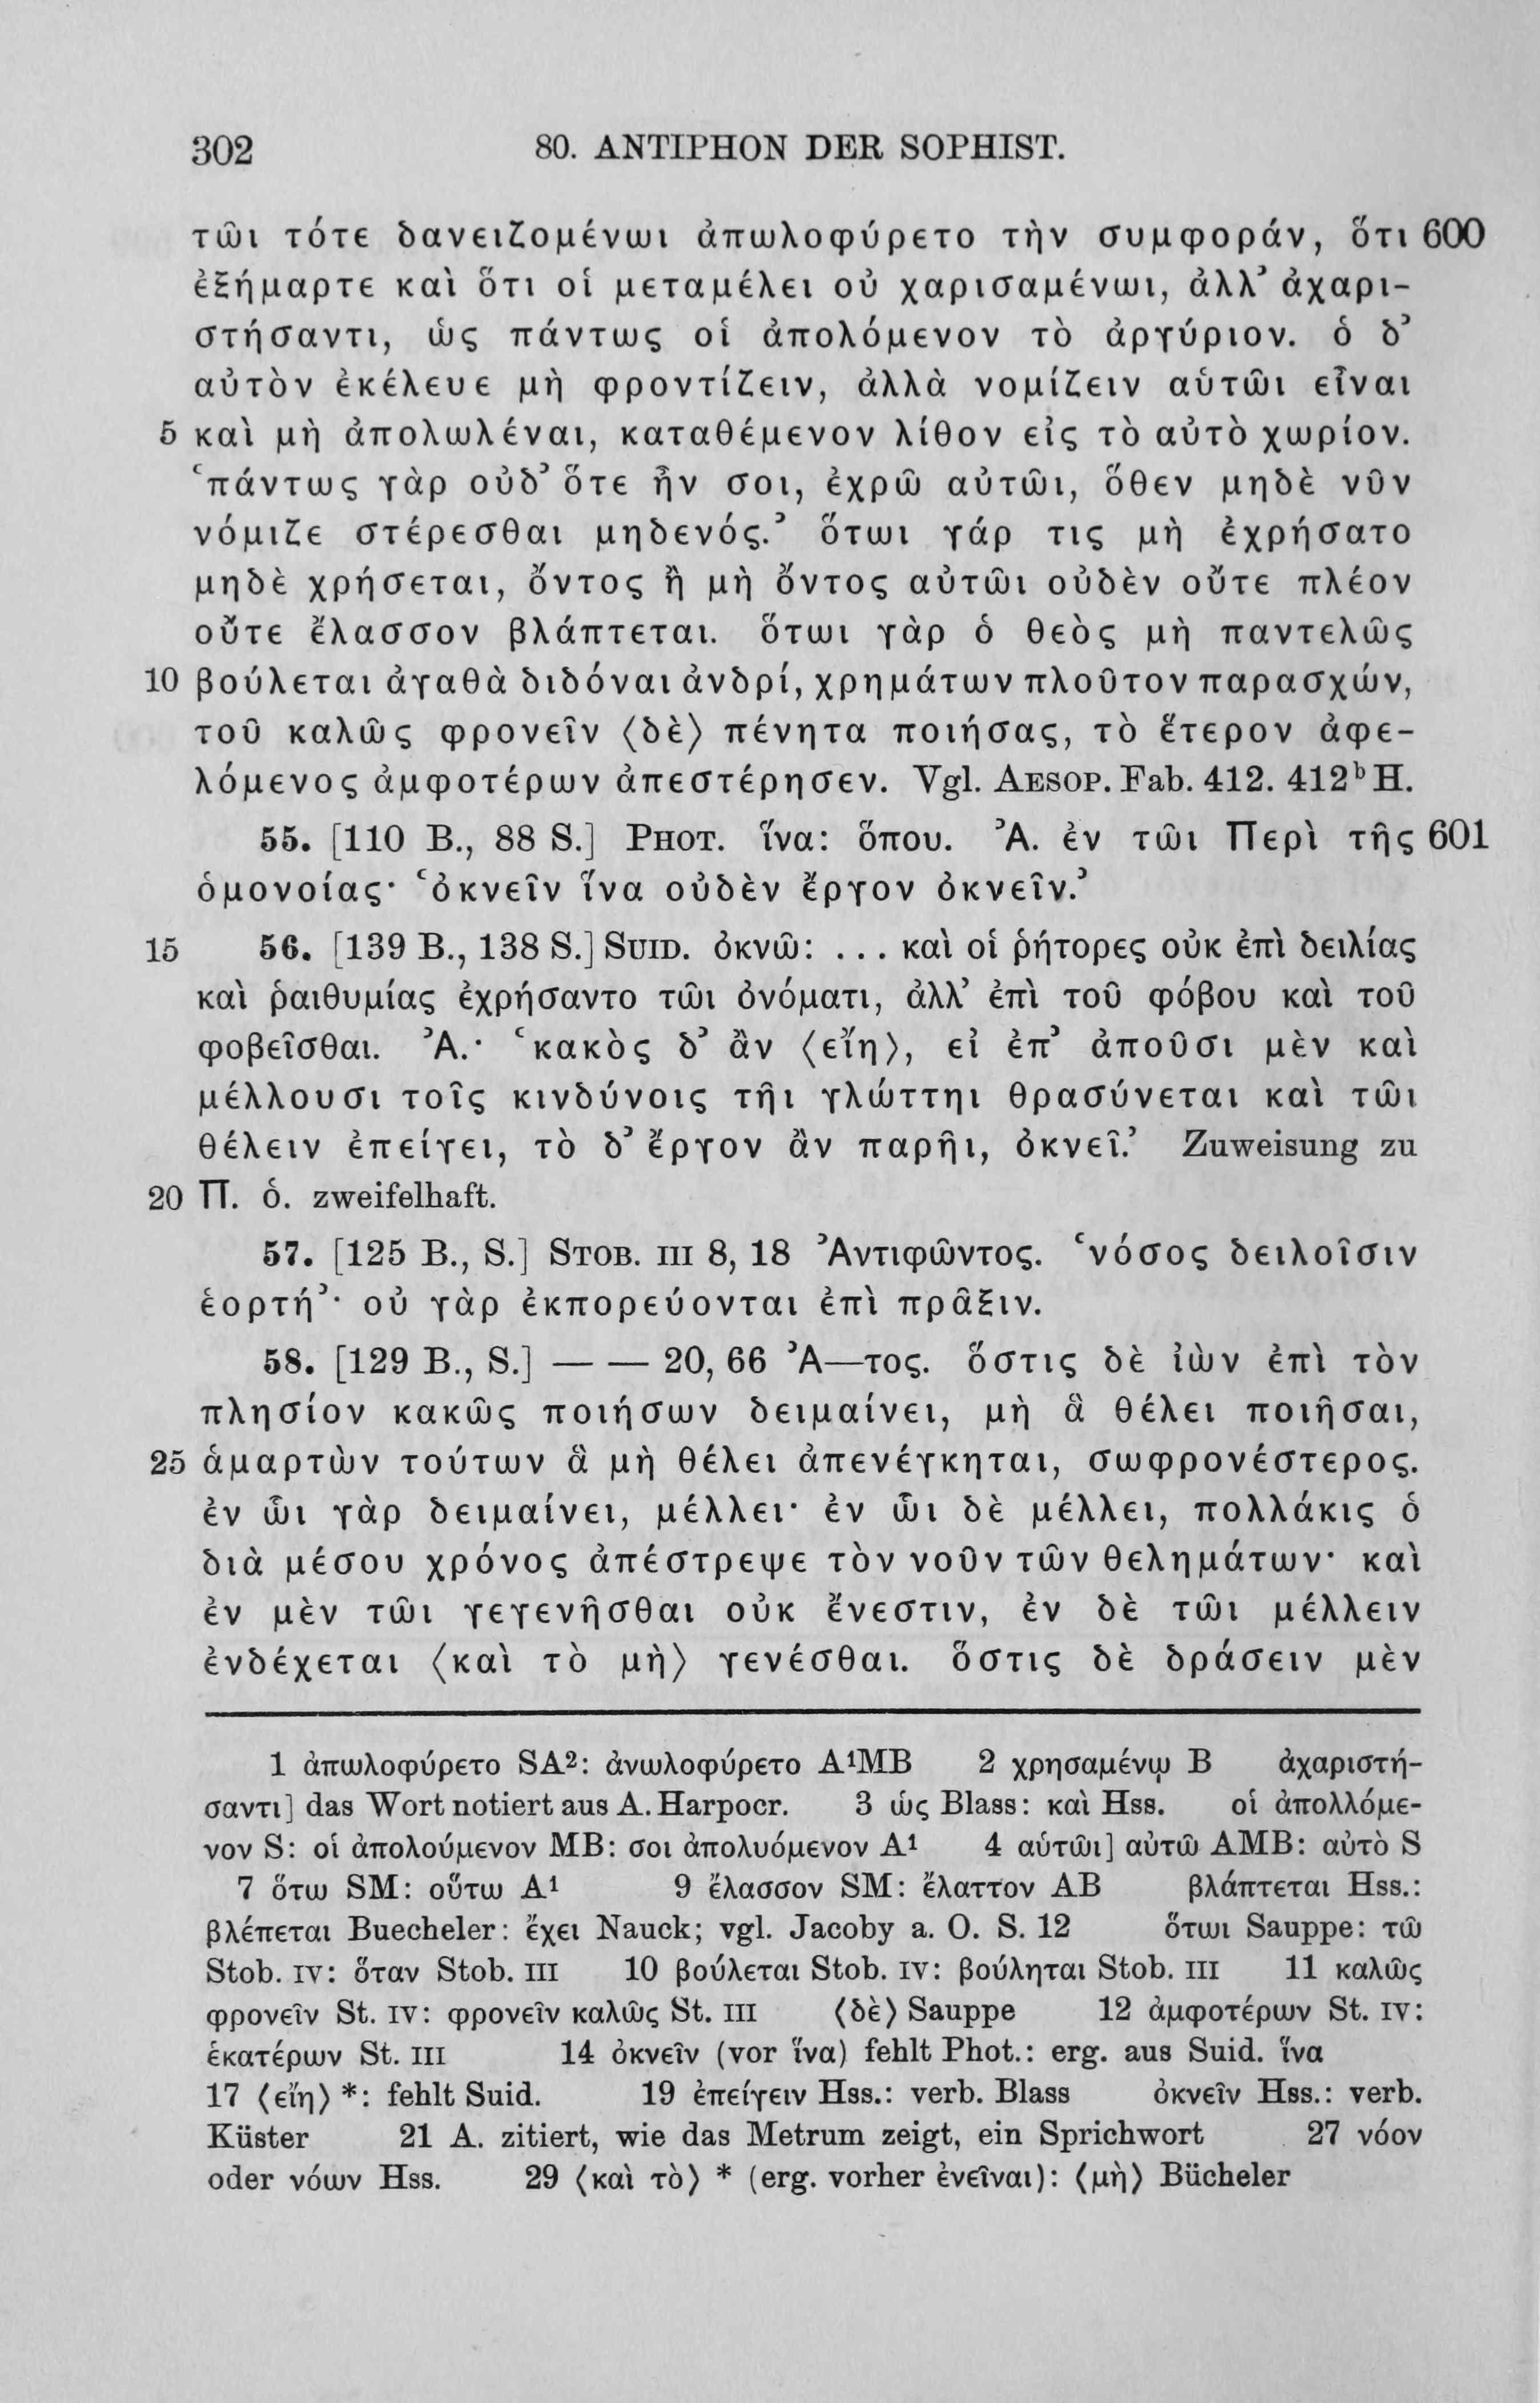 302 80. ANTIPHON DER SOPHIST.
τῶι τότε δανειζομένωι ἀπωλοφύρετο τὴν συμφοράν, ὅτι 600
ἐξήμαρτε καὶ ὅτι οἱ μεταμέλει οὐ χαρισαμένωι, ἀλλ’ ἀχαρι-
στήσαντι, ὡς πάντως οἱ ἀπολόμενον τὸ ἀργύριον. ὁ δ’
αὐτὸν ἐκέλευε μὴ φροντίζειν, ἀλλὰ νομίζειν αὑτῶι εἶναι
5 καὶ μὴ ἀπολωλέναι, καταθέμενον λίθον εἰς τὸ αὐτὸ χωρίον.
‘πάντως γὰρ οὐδ’ ὅτε ἦν σοι, ἐχρῶ αὐτῶι, ὅθεν μηδὲ νῦν
νόμιζε στέρεσθαι μηδενός.’ ὅτωι γάρ τις μὴ ἐχρήσατο
μηδὲ χρήσεται, ὄντος ἢ μὴ ὄντος αὐτῶι οὐδὲν οὔτε πλέον
οὔτε ἔλασσον βλάπτεται. ὅτωι γὰρ ὁ θεὸς μὴ παντελῶς
10 βούλεται ἀγαθὰ διδόναι ἀνδρί, χρημάτων πλοῦτον παρασχών,
τοῦ καλῶς φρονεῖν ⟨δὲ⟩ πένητα ποιήσας, τὸ ἕτερον ἀφε-
λόμενος ἀμφοτέρων ἀπεστέρησεν. Vgl. AESOP. Fab. 412. 412ᵇ H.
55. [110 B., 88 S.] PHOT. ἵνα: ὅπου. Ἀ. ἐν τῶι Περὶ τῆς 601
ὁμονοίας· ‘ὀκνεῖν ἵνα οὐδὲν ἔργον ὀκνεῖν.’
15 56. [139 B., 138 S.] SUID. ὀκνῶ: ... καὶ οἱ ῥήτορες οὐκ ἐπὶ δειλίας
καὶ ῥαιθυμίας ἐχρήσαντο τῶι ὀνόματι, ἀλλ’ ἐπὶ τοῦ φόβου καὶ τοῦ
φοβεῖσθαι. Ἀ.· ‘κακὸς δ’ ἂν ⟨εἴη⟩, εἰ ἐπ’ ἀποῦσι μὲν καὶ
μέλλουσι τοῖς κινδύνοις τῆι γλώττηι θρασύνεται καὶ τῶι
θέλειν ἐπείγει, τὸ δ’ ἔργον ἂν παρῆι, ὀκνεῖ.’ Zuweisung zu
20 Π. ὁ. zweifelhaft.
57. [125 B., S.] STOB. III 8, 18 Ἀντιφῶντος. ‘νόσος δειλοῖσιν
ἑορτή’· οὐ γὰρ ἐκπορεύονται ἐπὶ πρᾶξιν.
58. [129 B., S.] — — 20, 66 Ἀ—τος. ὅστις δὲ ἰὼν ἐπὶ τὸν
πλησίον κακῶς ποιήσων δειμαίνει, μὴ ἃ θέλει ποιῆσαι,
25 ἁμαρτὼν τούτων ἃ μὴ θέλει ἀπενέγκηται, σωφρονέστερος.
ἐν ὧι γὰρ δειμαίνει, μέλλει· ἐν ὧι δὲ μέλλει, πολλάκις ὁ
διὰ μέσου χρόνος ἀπέστρεψε τὸν νοῦν τῶν θελημάτων· καὶ
ἐν μὲν τῶι γεγενῆσθαι οὐκ ἔνεστιν, ἐν δὲ τῶι μέλλειν
ἐνδέχεται ⟨καὶ τὸ μὴ⟩ γενέσθαι. ὅστις δὲ δράσειν μὲν
1 ἀπωλοφύρετο SA²: ἀνωλοφύρετο A¹MB 2 χρησαμένῳ B ἀχαριστή-
σαντι] das Wort notiert aus A. Harpocr. 3 ὡς Blass: καὶ Hss. οἱ ἀπολλόμε-
νον S: οἱ ἀπολούμενον MB: σοι ἀπολυόμενον A¹ 4 αὑτῶι] αὐτῶ AMB: αὐτὸ S
7 ὅτω SM: οὕτω A¹ 9 ἔλασσον SM: ἔλαττον AB βλάπτεται Hss.:
βλέπεται Buecheler: ἔχει Nauck; vgl. Jacoby a. O. S. 12 ὅτωι Sauppe: τῶ
Stob. IV: ὅταν Stob. III 10 βούλεται Stob. IV: βούληται Stob. III 11 καλῶς
φρονεῖν St. IV: φρονεῖν καλῶς St. III ⟨δὲ⟩ Sauppe 12 ἀμφοτέρων St. IV:
ἑκατέρων St. III 14 ὀκνεῖν (vor ἵνα) fehlt Phot.: erg. aus Suid. ἵνα
17 ⟨εἴη⟩ *: fehlt Suid. 19 ἐπείγειν Hss.: verb. Blass ὀκνεῖν Hss.: verb.
Küster 21 A. zitiert, wie das Metrum zeigt, ein Sprichwort 27 νόον
oder νόων Hss. 29 ⟨καὶ τὸ⟩ * (erg. vorher ἐνεῖναι): ⟨μὴ⟩ Bücheler